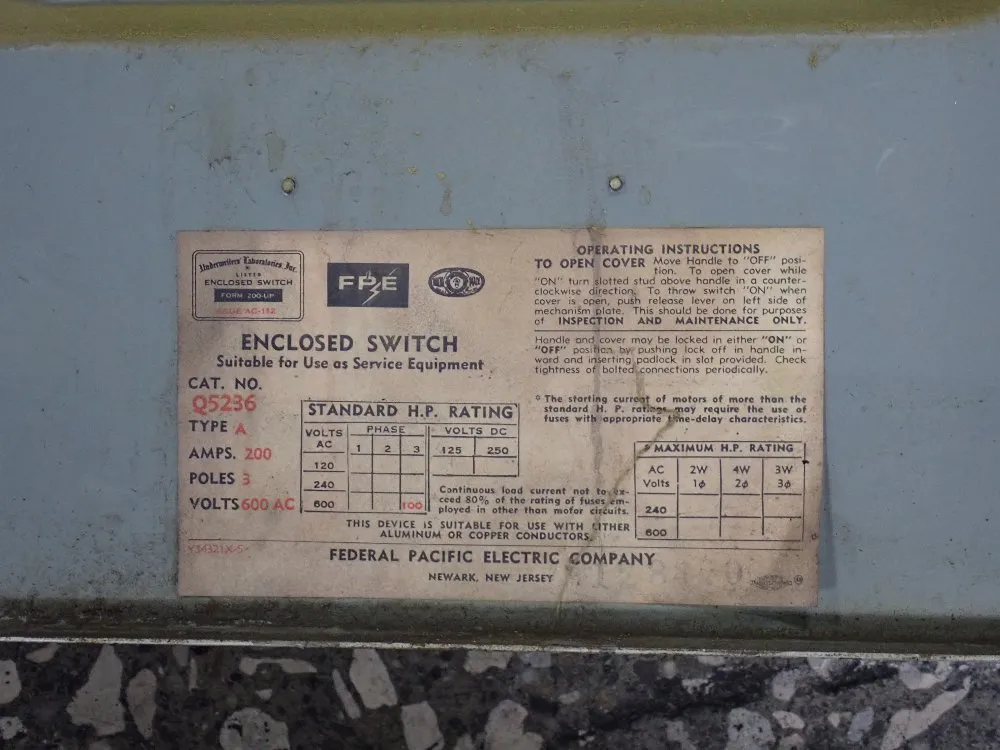 Underwriters' Laboratories, Inc.
LISTED
ENCLOSED SWITCH
FORM 200-UP
ISSUE AC-112
FPE
ENCLOSED SWITCH
Suitable for Use as Service Equipment
CAT. NO.
Q5236
TYPE A
AMPS. 200
POLES 3
VOLTS 600 AC
STANDARD H.P. RATING
VOLTS AC PHASE VOLTS DC
1 2 3 125 250
120
240
600 100
Continuous load current not to ex-
ceed 80% of the rating of fuses em-
ployed in other than motor circuits.
THIS DEVICE IS SUITABLE FOR USE WITH EITHER
ALUMINUM OR COPPER CONDUCTORS.
OPERATING INSTRUCTIONS
TO OPEN COVER Move Handle to "OFF" posi-
tion. To open cover while
"ON" turn slotted stud above handle in a counter-
clockwise direction. To throw switch "ON" when
cover is open, push release lever on left side of
mechanism plate. This should be done for purposes
of INSPECTION AND MAINTENANCE ONLY.
Handle and cover may be locked in either "ON" or
"OFF" position by pushing lock off in handle in-
ward and inserting padlock in slot provided. Check
tightness of bolted connections periodically.
* The starting current of motors of more than the
standard H. P. rating may require the use of
fuses with appropriate time-delay characteristics.
* MAXIMUM H.P. RATING
AC Volts 2W 1ø 4W 2ø 3W 3ø
240
600
FEDERAL PACIFIC ELECTRIC COMPANY
NEWARK, NEW JERSEY